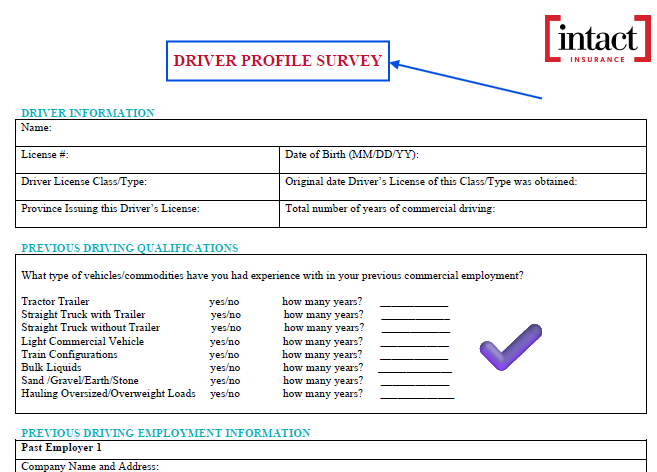 intact
INSURANCE
DRIVER PROFILE SURVEY
DRIVER INFORMATION
Name:
License #: Date of Birth (MM/DD/YY):
Driver License Class/Type: Original date Driver's License of this Class/Type was obtained:
Province Issuing this Driver's License: Total number of years of commercial driving:
PREVIOUS DRIVING QUALIFICATIONS
What type of vehicles/commodities have you had experience with in your previous commercial employment?
Tractor Trailer yes/no how many years? ____________
Straight Truck with Trailer yes/no how many years? ____________
Straight Truck without Trailer yes/no how many years? ____________
Light Commercial Vehicle yes/no how many years? ____________
Train Configurations yes/no how many years? ____________
Bulk Liquids yes/no how many years? _____________
Sand /Gravel/Earth/Stone yes/no how many years? ____________
Hauling Oversized/Overweight Loads yes/no how many years? _____________
PREVIOUS DRIVING EMPLOYMENT INFORMATION
Past Employer 1
Company Name and Address: